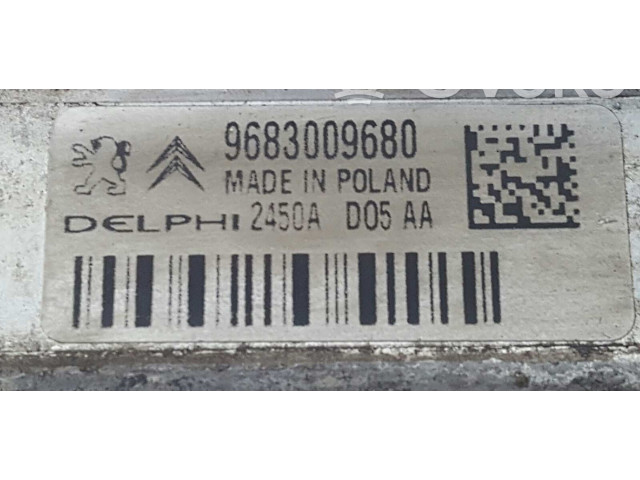 9683009680
MADE IN POLAND
DELPHI 2450A D05 AA